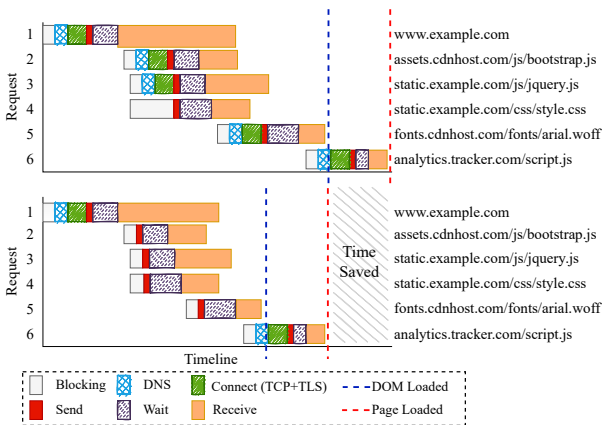 Request
1 www.example.com
2 assets.cdnhost.com/js/bootstrap.js
3 static.example.com/js/jquery.js
4 static.example.com/css/style.css
5 fonts.cdnhost.com/fonts/arial.woff
6 analytics.tracker.com/script.js
Request
1 www.example.com
2 assets.cdnhost.com/js/bootstrap.js
3 static.example.com/js/jquery.js
4 static.example.com/css/style.css
5 fonts.cdnhost.com/fonts/arial.woff
6 analytics.tracker.com/script.js
Time
Saved
Timeline
Blocking DNS Connect (TCP+TLS) DOM Loaded
Send Wait Receive Page Loaded